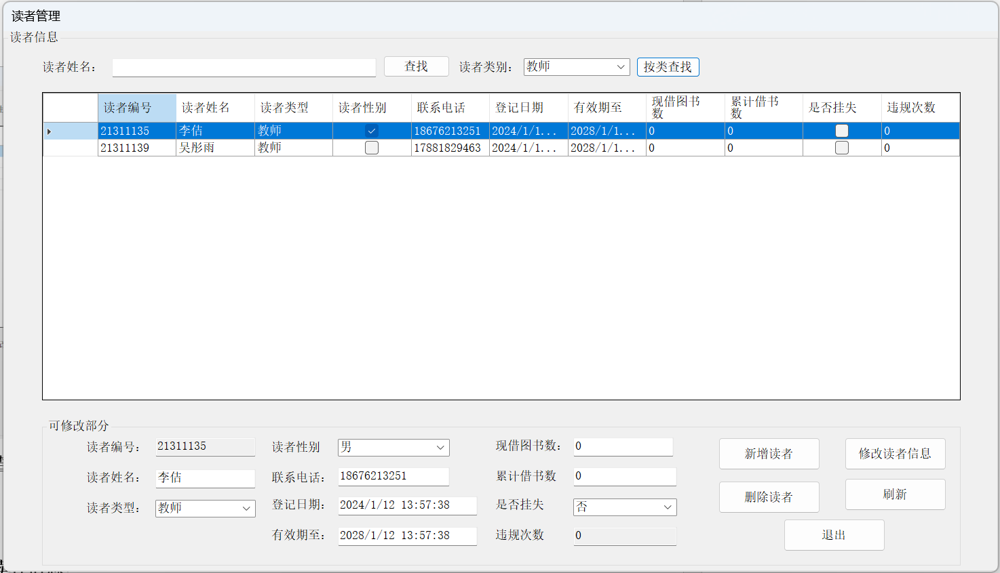 读者管理
读者信息
读者姓名：
查找
读者类别：
教师
按类查找
读者编号 读者姓名 读者类型 读者性别 联系电话 登记日期 有效期至 现借图书数 累计借书数 是否挂失 违规次数
21311135 李佶 教师 18676213251 2024/1/1... 2028/1/1... 0 0 0
21311139 吴彤雨 教师 17881829463 2024/1/1... 2028/1/1... 0 0 0
可修改部分
读者编号： 21311135
读者姓名： 李佶
读者类型： 教师
读者性别 男
联系电话： 18676213251
登记日期： 2024/1/12 13:57:38
有效期至： 2028/1/12 13:57:38
现借图书数： 0
累计借书数 0
是否挂失 否
违规次数 0
新增读者
修改读者信息
删除读者
刷新
退出